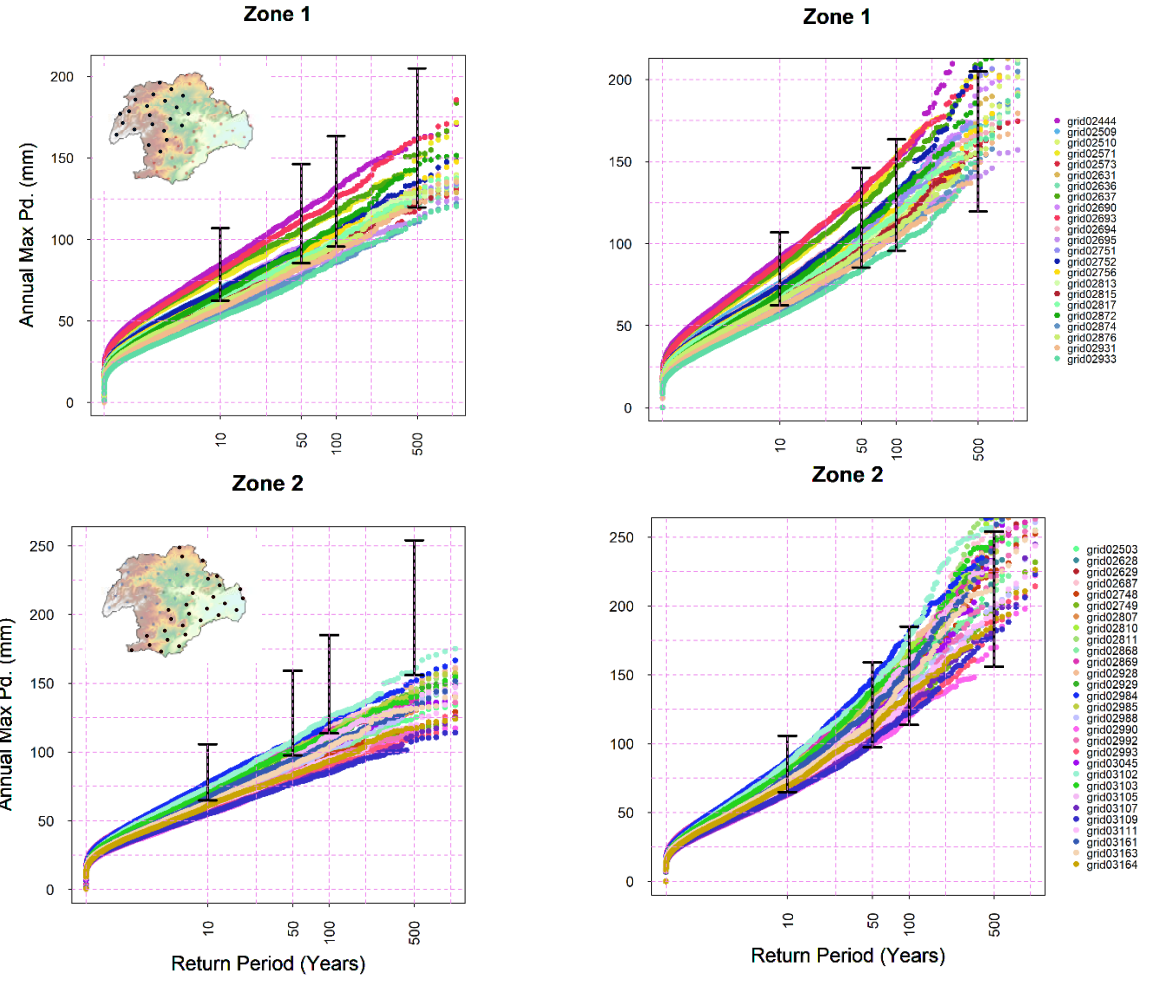 Zone 1
Zone 1
Annual Max Pd. (mm)
200
150
100
50
0
10
50
100
500
200
150
100
50
0
10
50
100
500
grid02444
grid02509
grid02510
grid02571
grid02573
grid02631
grid02636
grid02637
grid02690
grid02693
grid02694
grid02695
grid02751
grid02752
grid02756
grid02813
grid02815
grid02817
grid02872
grid02874
grid02876
grid02931
grid02933
Zone 2
Zone 2
Annual Max Pd. (mm)
250
200
150
100
50
0
10
50
100
500
Return Period (Years)
250
200
150
100
50
0
10
50
100
500
Return Period (Years)
grid02503
grid02628
grid02629
grid02687
grid02748
grid02749
grid02807
grid02810
grid02811
grid02868
grid02869
grid02928
grid02929
grid02984
grid02985
grid02988
grid02990
grid02992
grid02993
grid03045
grid03102
grid03103
grid03105
grid03107
grid03109
grid03111
grid03161
grid03163
grid03164